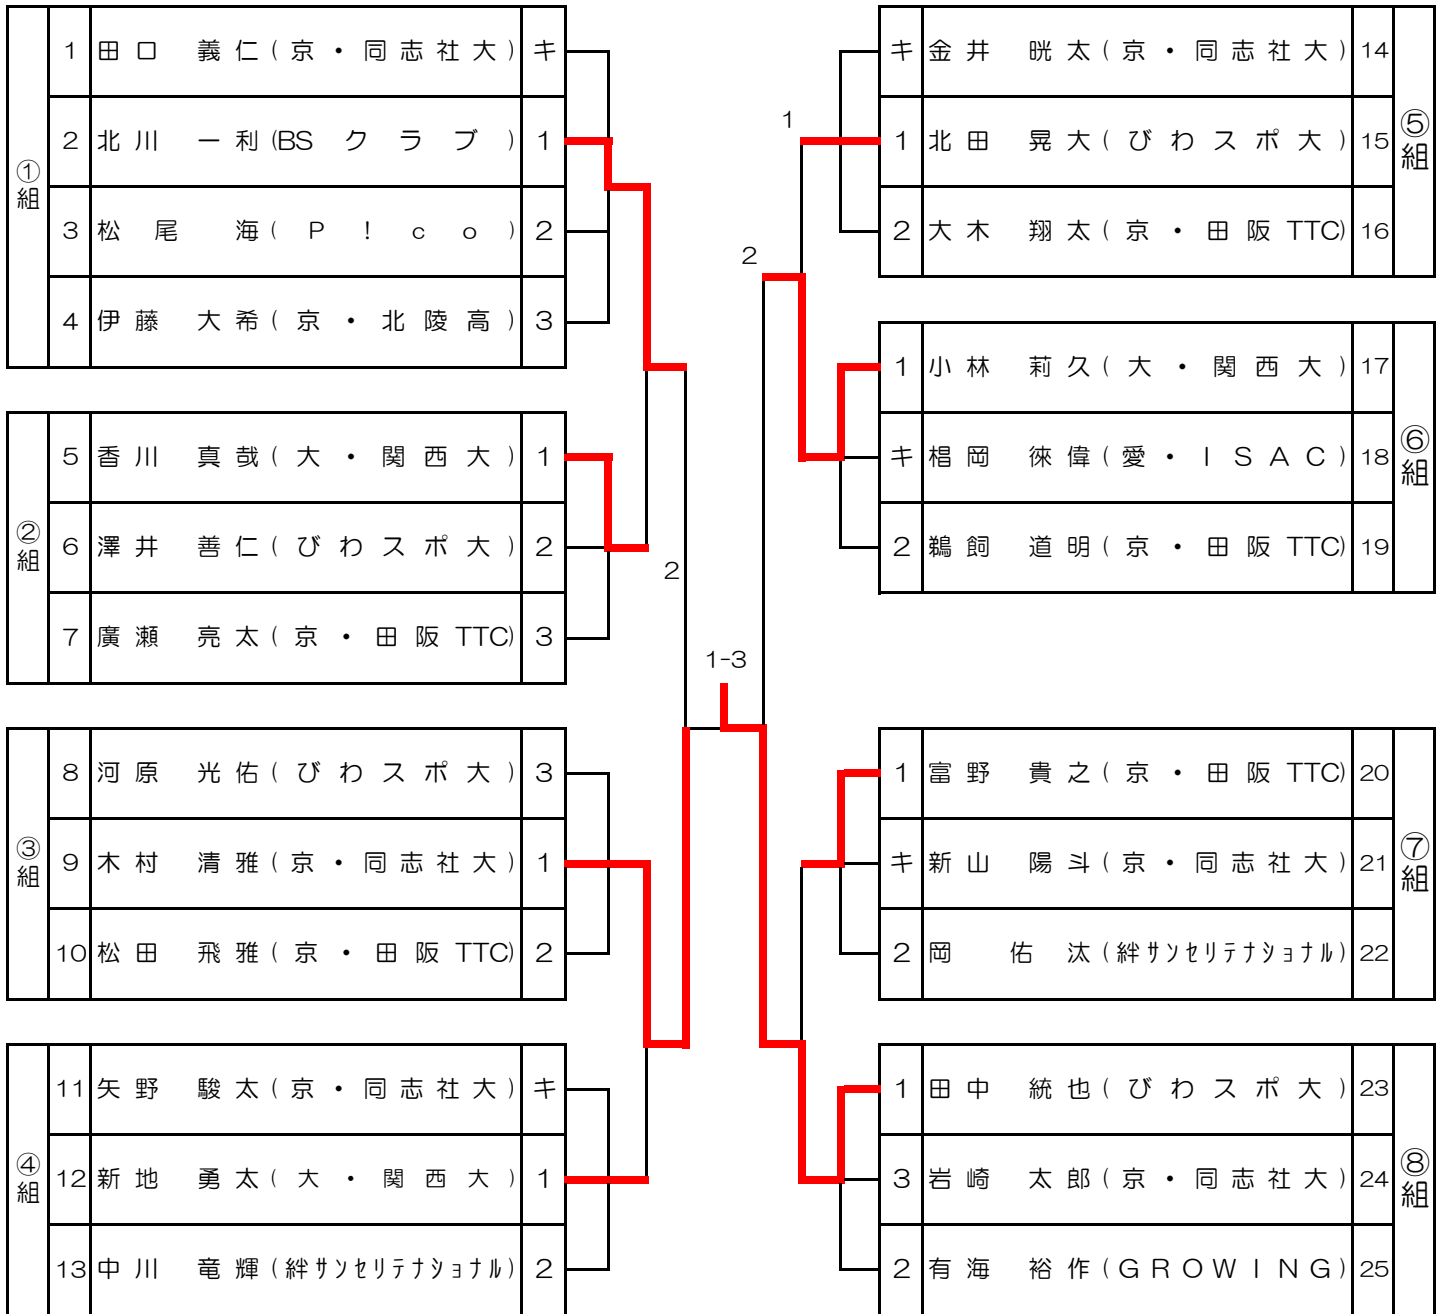 ①組
1 田口 義仁(京・同志社大) キ
2 北川 一利(BSクラブ) 1
3 松尾 海(P!co) 2
4 伊藤 大希(京・北陵高) 3
②組
5 香川 真哉(大・関西大) 1
6 澤井 善仁(びわスポ大) 2
7 廣瀬 亮太(京・田阪TTC) 3
③組
8 河原 光佑(びわスポ大) 3
9 木村 清雅(京・同志社大) 1
10 松田 飛雅(京・田阪TTC) 2
④組
11 矢野 駿太(京・同志社大) キ
12 新地 勇太(大・関西大) 1
13 中川 竜輝(絆サンセリテナショナル) 2
2
1-3
2
1
キ 金井 晄太(京・同志社大) 14
1 北田 晃大(びわスポ大) 15
2 大木 翔太(京・田阪TTC) 16
⑤組
1 小林 莉久(大・関西大) 17
キ 椙岡 徠偉(愛・ISAC) 18
2 鵜飼 道明(京・田阪TTC) 19
⑥組
1 富野 貴之(京・田阪TTC) 20
キ 新山 陽斗(京・同志社大) 21
2 岡 佑汰(絆サンセリテナショナル) 22
⑦組
1 田中 統也(びわスポ大) 23
3 岩崎 太郎(京・同志社大) 24
2 有海 裕作(GROWING) 25
⑧組